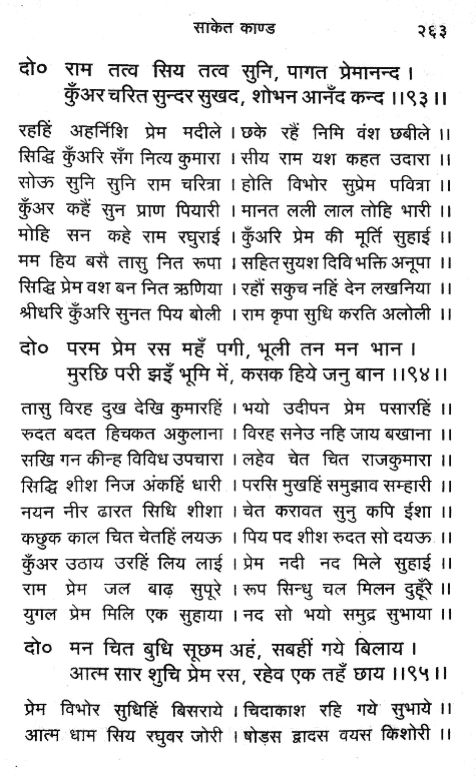 साकेत काण्ड २६३
दो० राम तत्व सिय तत्व सुनि, पागत प्रेमानन्द ।
कुँअर चरित सुन्दर सुखद, शोभन आनँद कन्द ।।९३।।
रहहिं अहर्निशि प्रेम मदीले । छके रहैं निमि वंश छबीले ।।
सिद्धि कुँअरि सँग नित्य कुमारा । सीय राम यश कहत उदारा ।।
सोऊ सुनि सुनि राम चरित्रा । होति विभोर सुप्रेम पवित्रा ।।
कुँअर कहैं सुन प्राण पियारी । मानत लली लाल तोहि भारी ।।
मोहि सन कहे राम रघुराई । कुँअरि प्रेम की मूर्ति सुहाई ।।
मम हिय बसै तासु नित रूपा । सहित सुयश दिवि भक्ति अनूपा ।।
सिद्धि प्रेम वश बन नित ऋणिया । रहौं सकुच नहिं देन लखनिया ।।
श्रीधरि कुँअरि सुनत पिय बोली । राम कृपा सुधि करति अलोली ।।
दो० परम प्रेम रस महँ पगी, भूली तन मन भान ।
मुरछि परी झइँ भूमि में, कसक हिये जनु बान ।।९४।।
तासु विरह दुख देखि कुमारहिं । भयो उदीपन प्रेम पसारहिं ।।
रुदत बदत हिचकत अकुलाना । विरह सनेउ नहि जाय बखाना ।।
सखि गन कीन्ह विविध उपचारा । लहेव चेत चित राजकुमारा ।।
सिद्धि शीश निज अंकहिं धारी । परसि मुखहिं समुझाव सम्हारी ।।
नयन नीर ढारत सिधि शीशा । चेत करावत सुनु कपि ईशा ।।
कछुक काल चित चेतहिं लयऊ । पिय पद शीश रुदत सो दयऊ ।।
कुँअर उठाय उरहिं लिय लाई । प्रेम नदी नद मिले सुहाई ।।
राम प्रेम जल बाढ़ सुपूरे । रूप सिन्धु चल मिलन दुहूँरे ।।
युगल प्रेम मिलि एक सुहाया । नद सो भयो समुद्र सुभाया ।।
दो० मन चित बुधि सूछम अहं, सबहीं गये बिलाय ।
आत्म सार शुचि प्रेम रस, रहेव एक तहँ छाय ।।९५।।
प्रेम विभोर सुधिहिं बिसराये । चिदाकाश रहि गये सुभाये ।।
आत्म धाम सिय रघुवर जोरी । षोड़स द्वादस वयस किशोरी ।।